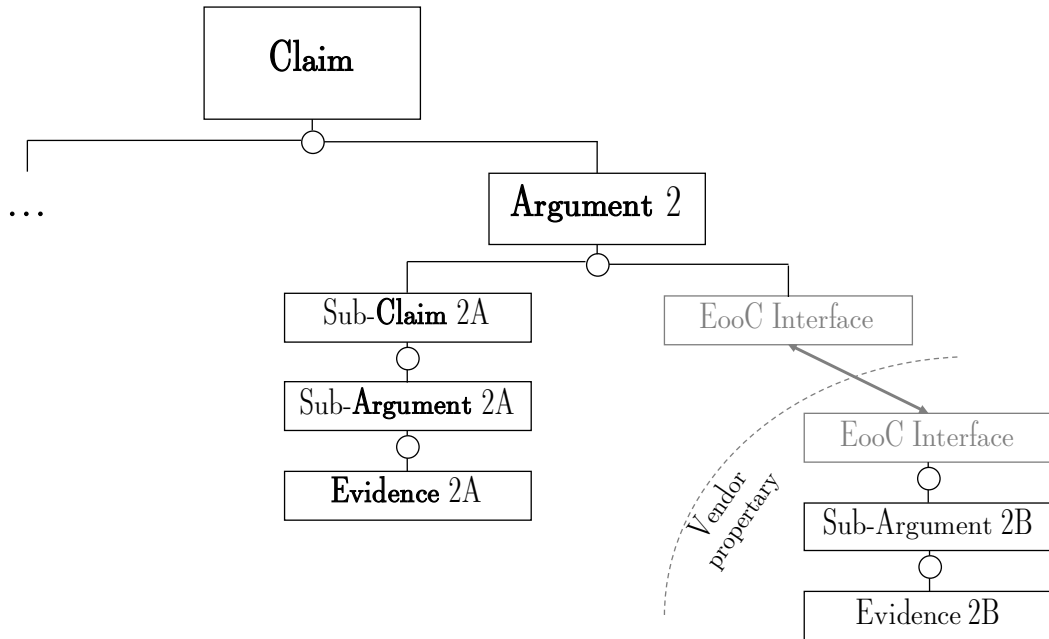 Claim
...
Argument 2
Sub-Claim 2A
EooC Interface
Sub-Argument 2A
EooC Interface
Evidence 2A
Vendor
propertary
Sub-Argument 2B
Evidence 2B